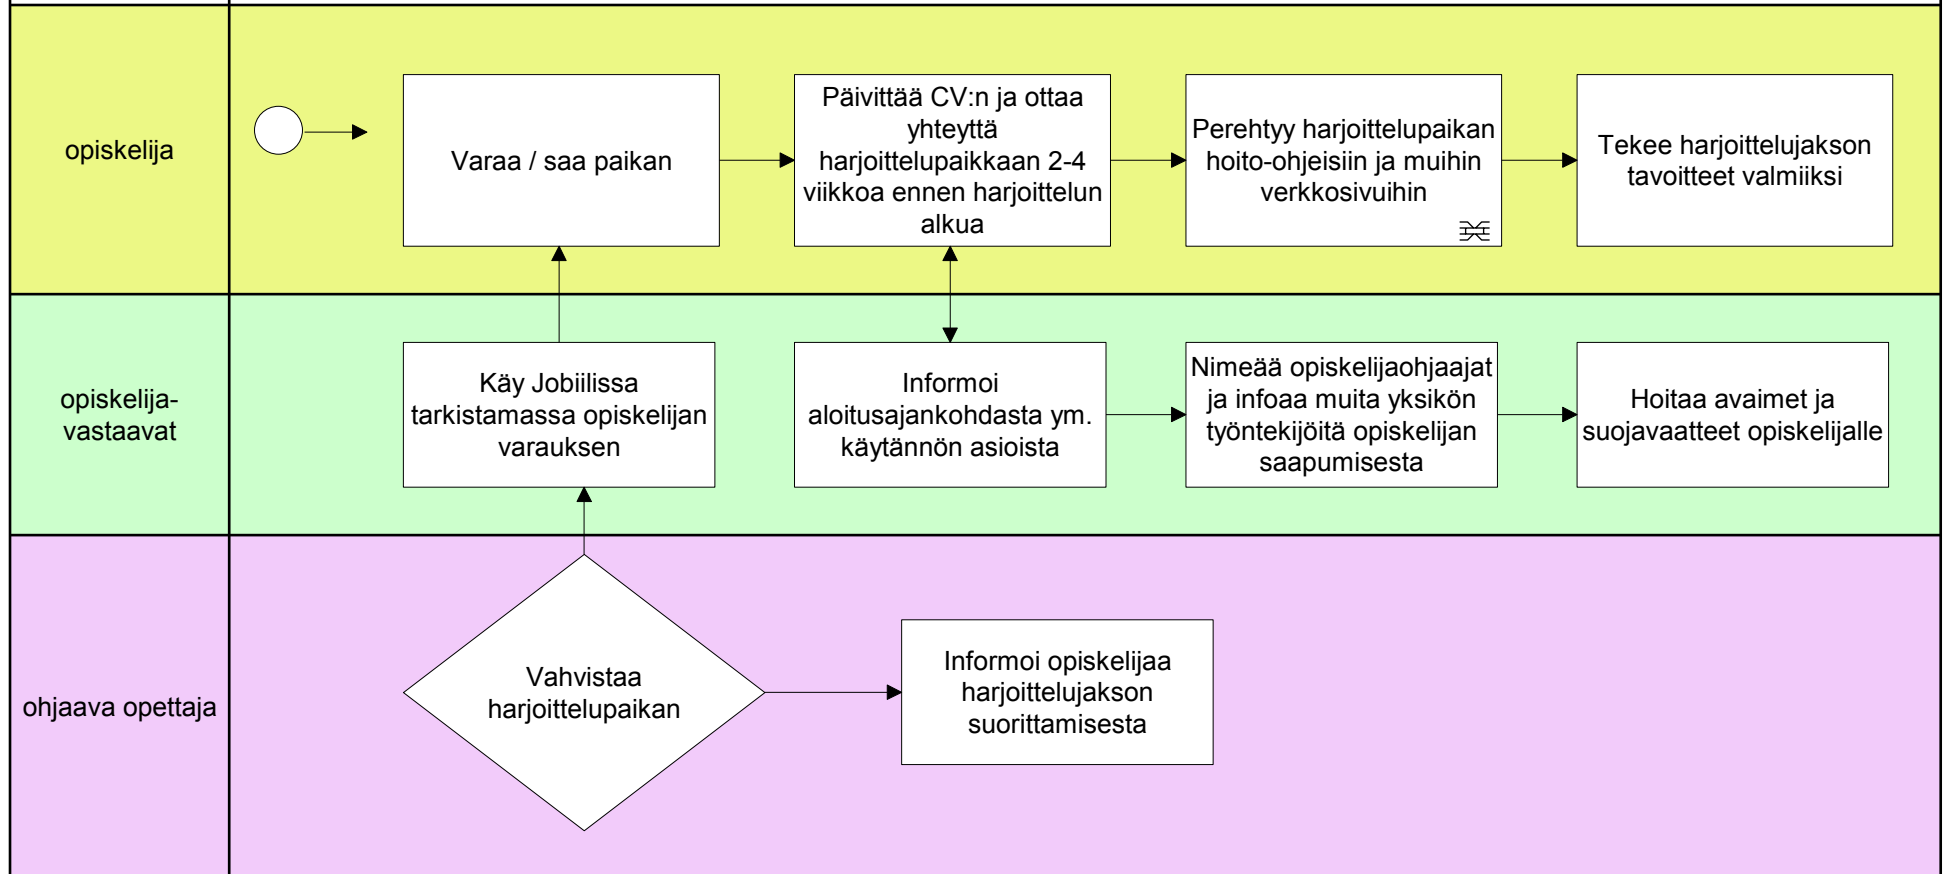 opiskelija
Varaa / saa paikan
Päivittää CV:n ja ottaa
yhteyttä
harjoittelupaikkaan 2-4
viikkoa ennen harjoittelun
alkua
Perehtyy harjoittelupaikan
hoito-ohjeisiin ja muihin
verkkosivuihin
Tekee harjoittelujakson
tavoitteet valmiiksi
opiskelija-
vastaavat
Käy Jobiilissa
tarkistamassa opiskelijan
varauksen
Informoi
aloitusajankohdasta ym.
käytännön asioista
Nimeää opiskelijaohjaajat
ja infoaa muita yksikön
työntekijöitä opiskelijan
saapumisesta
Hoitaa avaimet ja
suojavaatteet opiskelijalle
ohjaava opettaja
Vahvistaa
harjoittelupaikan
Informoi opiskelijaa
harjoittelujakson
suorittamisesta